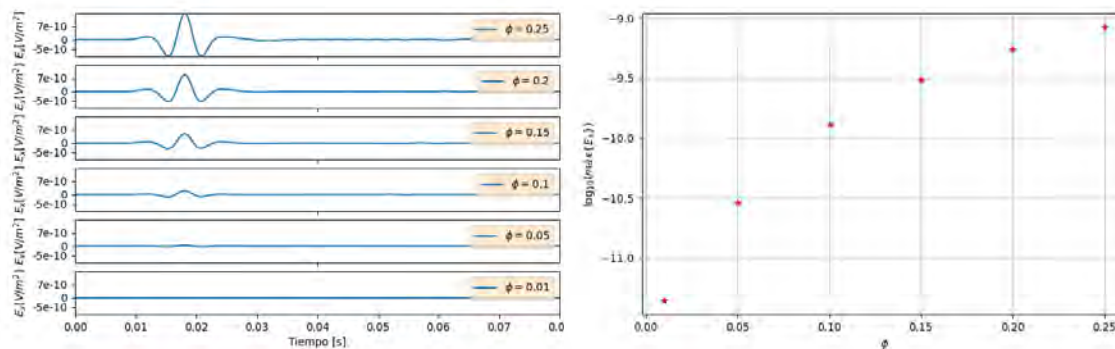 E_x[V/m²] 7e-10 0 -5e-10 ϕ = 0.25
E_x[V/m²] 7e-10 0 -5e-10 ϕ = 0.2
E_x[V/m²] 7e-10 0 -5e-10 ϕ = 0.15
E_x[V/m²] 7e-10 0 -5e-10 ϕ = 0.1
E_x[V/m²] 7e-10 0 -5e-10 ϕ = 0.05
E_x[V/m²] 7e-10 0 -5e-10 ϕ = 0.01
0.00 0.01 0.02 0.03 0.04 0.05 0.06 0.07 0.0
Tiempo [s]
log₁₀(máx{E_x})
−9.0
−9.5
−10.0
−10.5
−11.0
0.00 0.05 0.10 0.15 0.20 0.25
ϕ